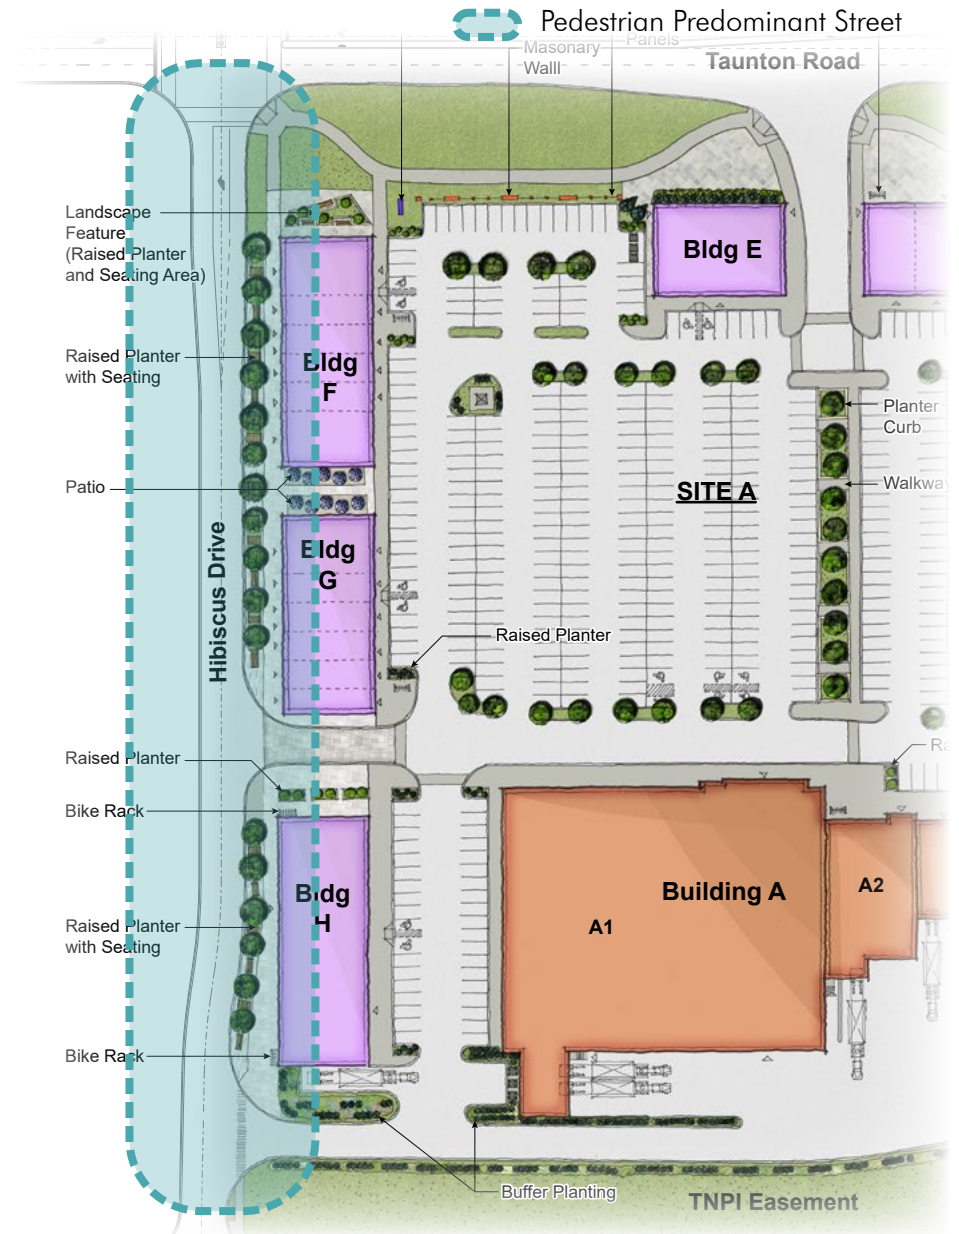 Pedestrian Predominant Street
Masonary
Walll
Panels
Taunton Road
Landscape
Feature
(Raised Planter
and Seating Area)
Bldg E
Raised Planter
with Seating
Bldg
F
Planter
Curb
Patio
SITE A
Walkway
Hibiscus Drive
Bldg
G
Raised Planter
Raised Planter
Ra
Bike Rack
Bldg
H
Building A
A1
A2
Raised Planter
with Seating
Bike Rack
Buffer Planting
TNPI Easement